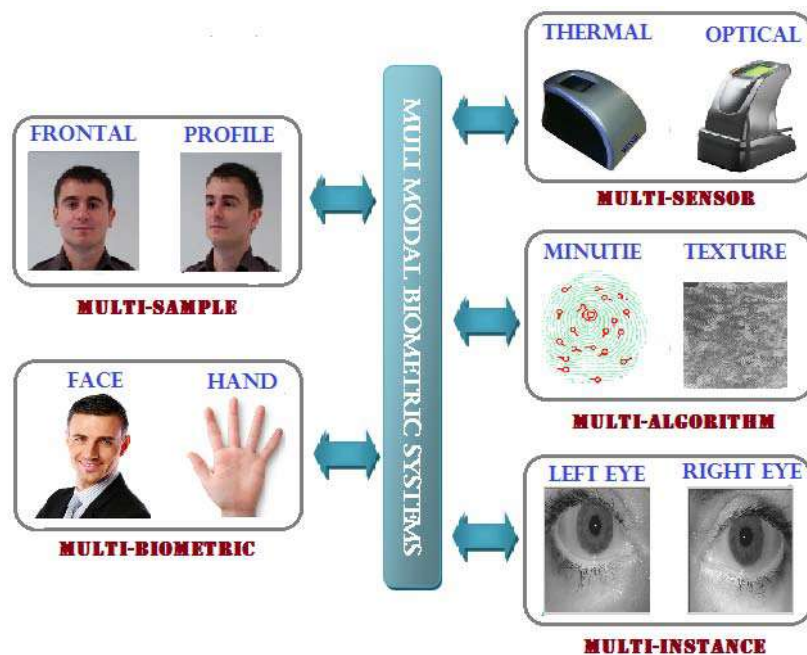 FRONTAL PROFILE
MULTI-SAMPLE
FACE HAND
MULTI-BIOMETRIC
MULI MODAL BIOMETRIC SYSTEMS
THERMAL OPTICAL
MULTI-SENSOR
MINUTIE TEXTURE
MULTI-ALGORITHM
LEFT EYE RIGHT EYE
MULTI-INSTANCE